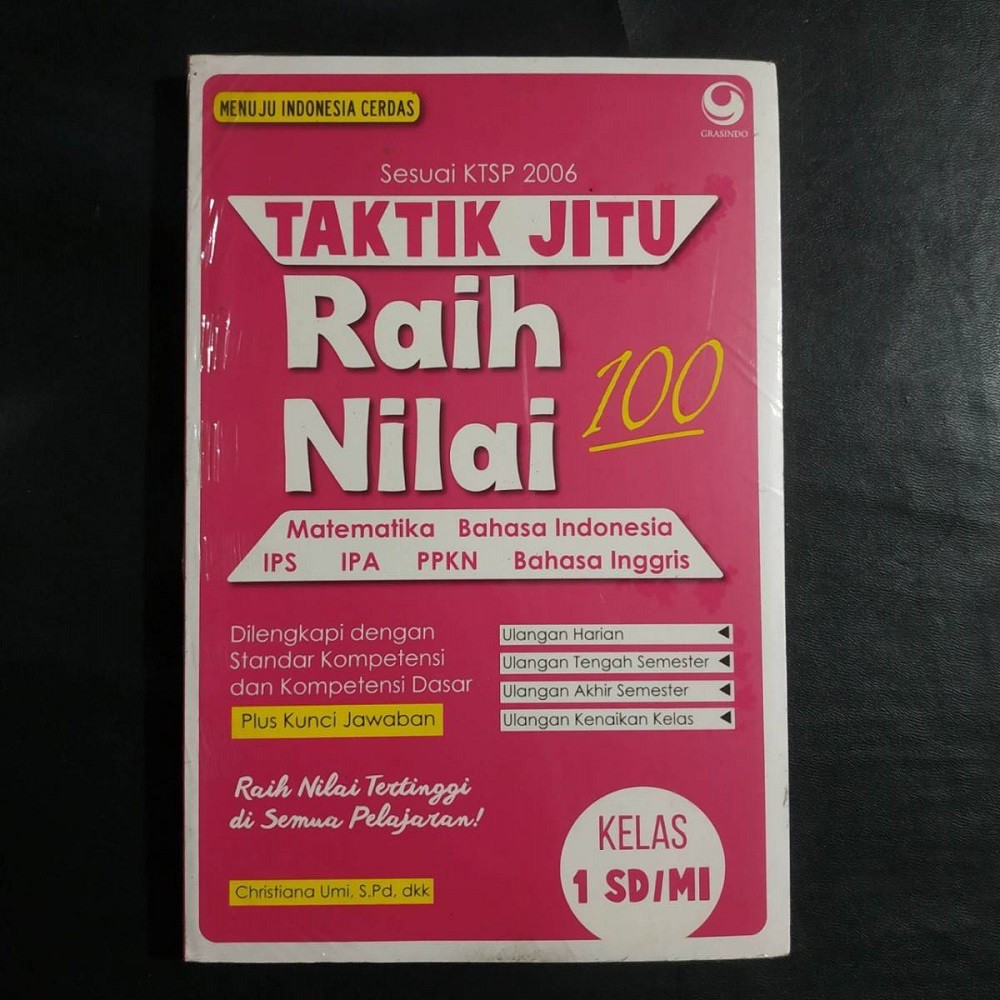 MENUJU INDONESIA CERDAS
GRASINDO
Sesuai KTSP 2006
TAKTIK JITU
Raih
Nilai
100
Matematika Bahasa Indonesia
IPS IPA PPKN Bahasa Inggris
Dilengkapi dengan
Standar Kompetensi
dan Kompetensi Dasar
Plus Kunci Jawaban
Ulangan Harian
Ulangan Tengah Semester
Ulangan Akhir Semester
Ulangan Kenaikan Kelas
Raih Nilai Tertinggi
di Semua Pelajaran!
KELAS
1 SD/MI
Christiana Umi, S.Pd, dkk